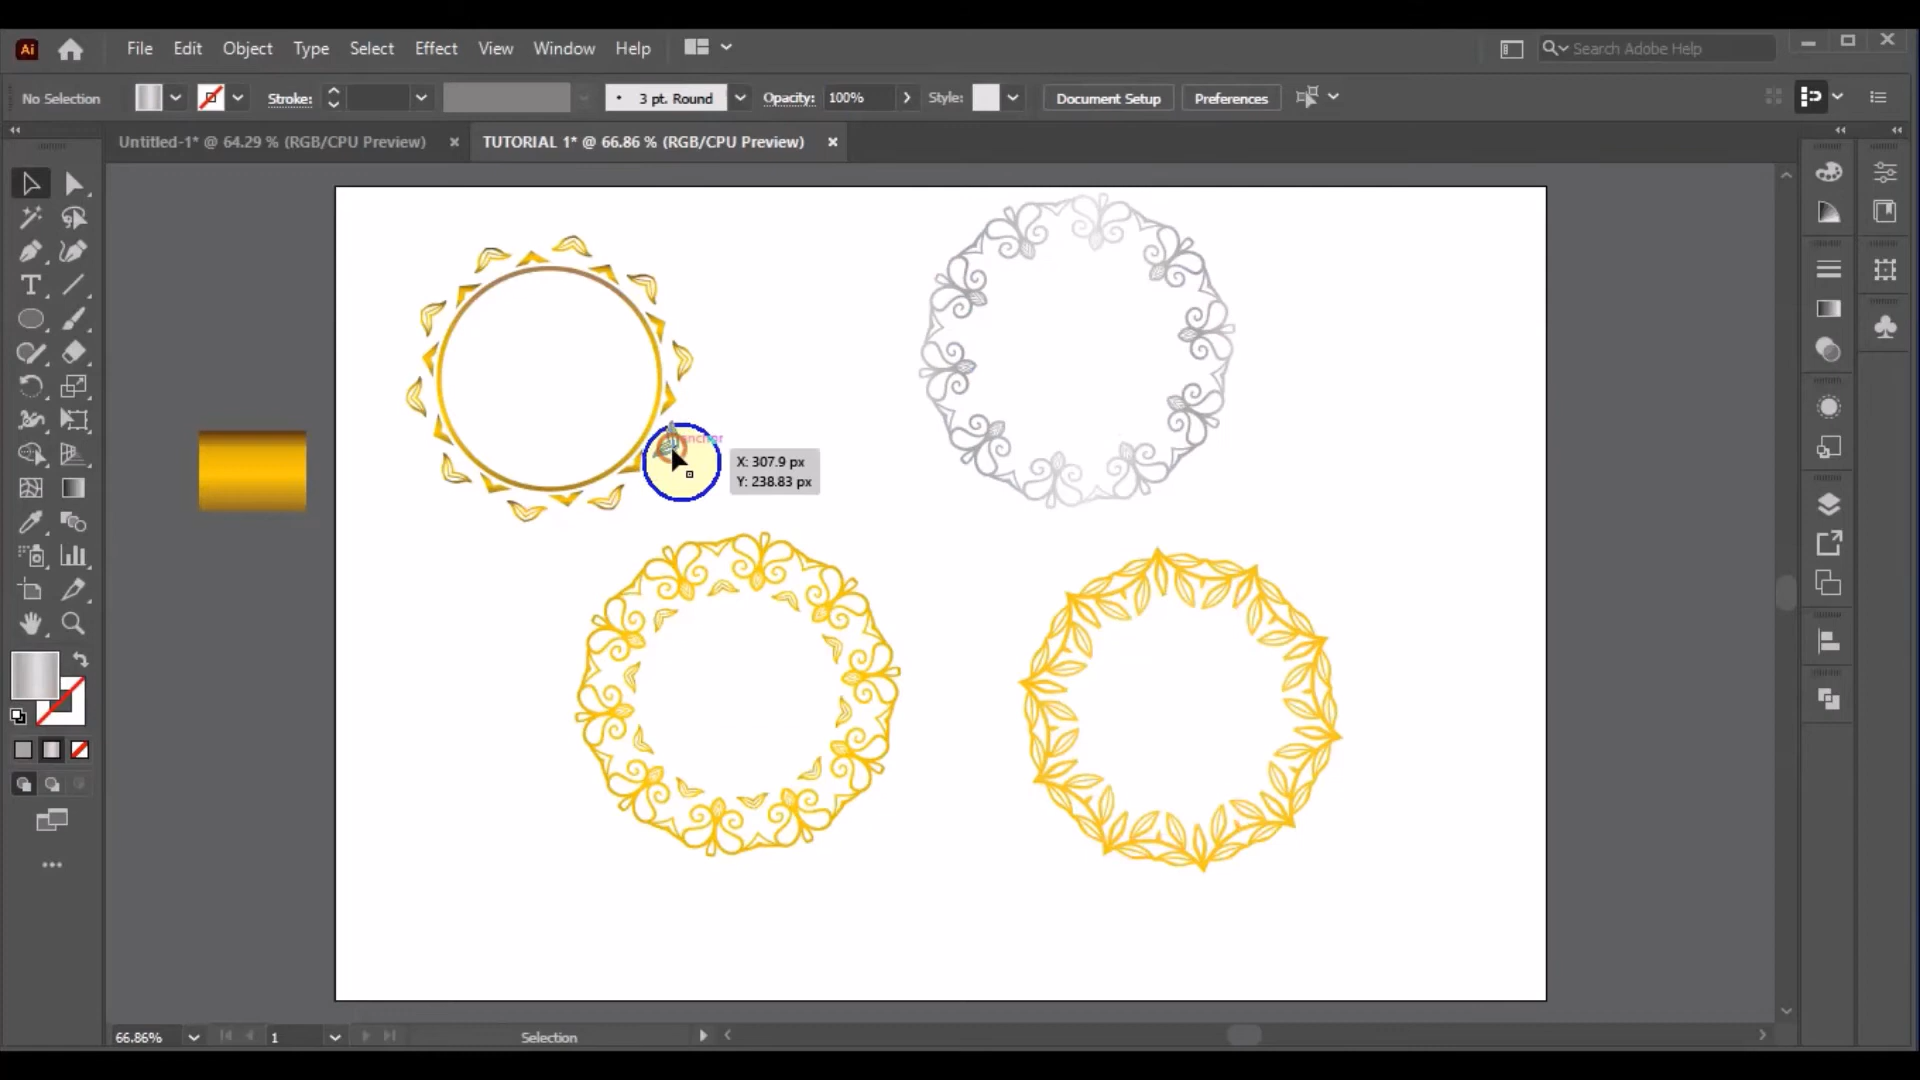 Ai
File Edit Object Type Select Effect View Window Help
Search Adobe Help
No Selection
Stroke:
3 pt. Round
Opacity: 100%
Style:
Document Setup
Preferences
Untitled-1* @ 64.29 % (RGB/CPU Preview)
TUTORIAL 1* @ 66.86 % (RGB/CPU Preview)
anchor
X: 307.9 px
Y: 238.83 px
66.86%
1
Selection